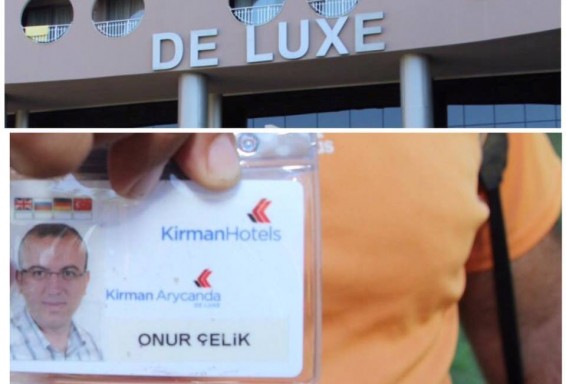 DE LUXE
KirmanHotels
Kirman Arycanda
DE LUXE
ONUR ÇELİK